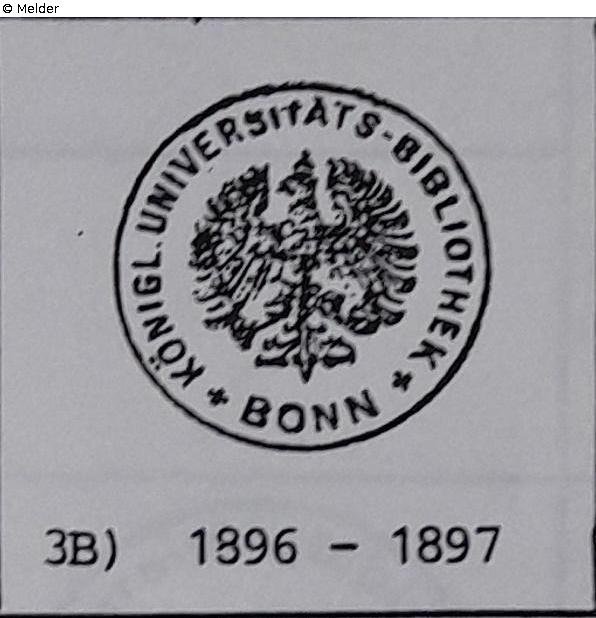 © Melder
KÖNIGL. UNIVERSITÄTS-BIBLIOTHEK
+ BONN +
3B) 1896 - 1897